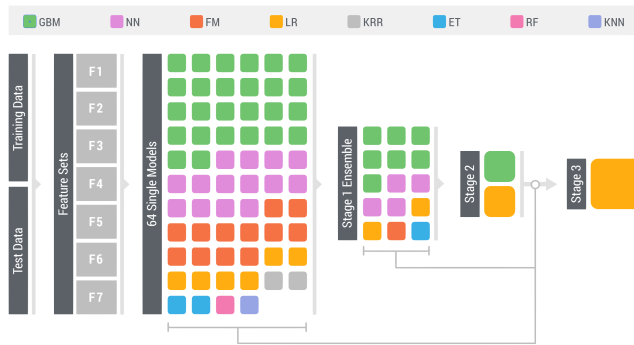 GBM
NN
FM
LR
KRR
ET
RF
KNN
Training Data
Test Data
Feature Sets
F1
F2
F3
F4
F5
F6
F7
64 Single Models
Stage 1 Ensemble
Stage 2
Stage 3